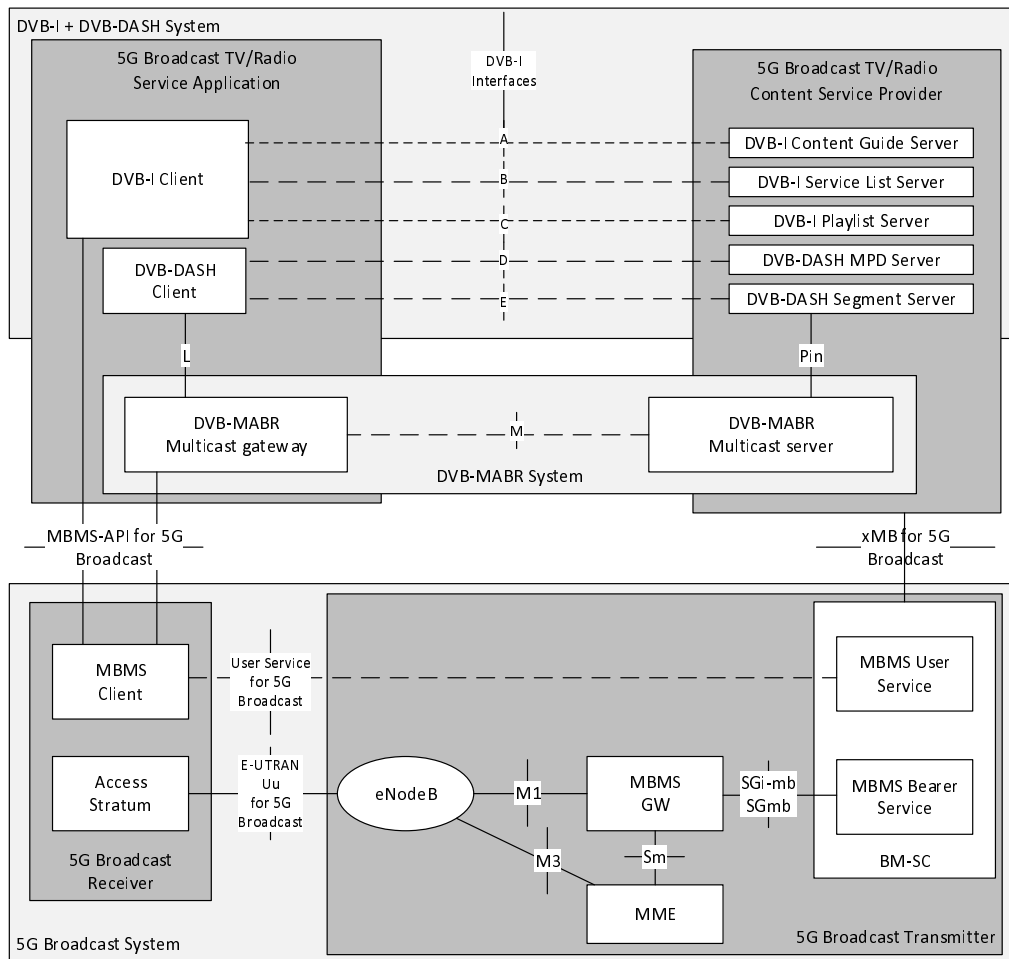 DVB-I + DVB-DASH System
5G Broadcast TV/Radio
Service Application
DVB-I
Interfaces
5G Broadcast TV/Radio
Content Service Provider
DVB-I Client
A
DVB-I Content Guide Server
B
DVB-I Service List Server
C
DVB-I Playlist Server
DVB-DASH
Client
D
DVB-DASH MPD Server
E
DVB-DASH Segment Server
L
Pin
DVB-MABR
Multicast gateway
M
DVB-MABR
Multicast server
DVB-MABR System
MBMS-API for 5G
Broadcast
xMB for 5G
Broadcast
MBMS
Client
User Service
for 5G
Broadcast
MBMS User
Service
Access
Stratum
E-UTRAN
Uu
for 5G
Broadcast
eNodeB
M1
MBMS
GW
SGi-mb
SGmb
MBMS Bearer
Service
5G Broadcast
Receiver
M3
Sm
BM-SC
MME
5G Broadcast System
5G Broadcast Transmitter